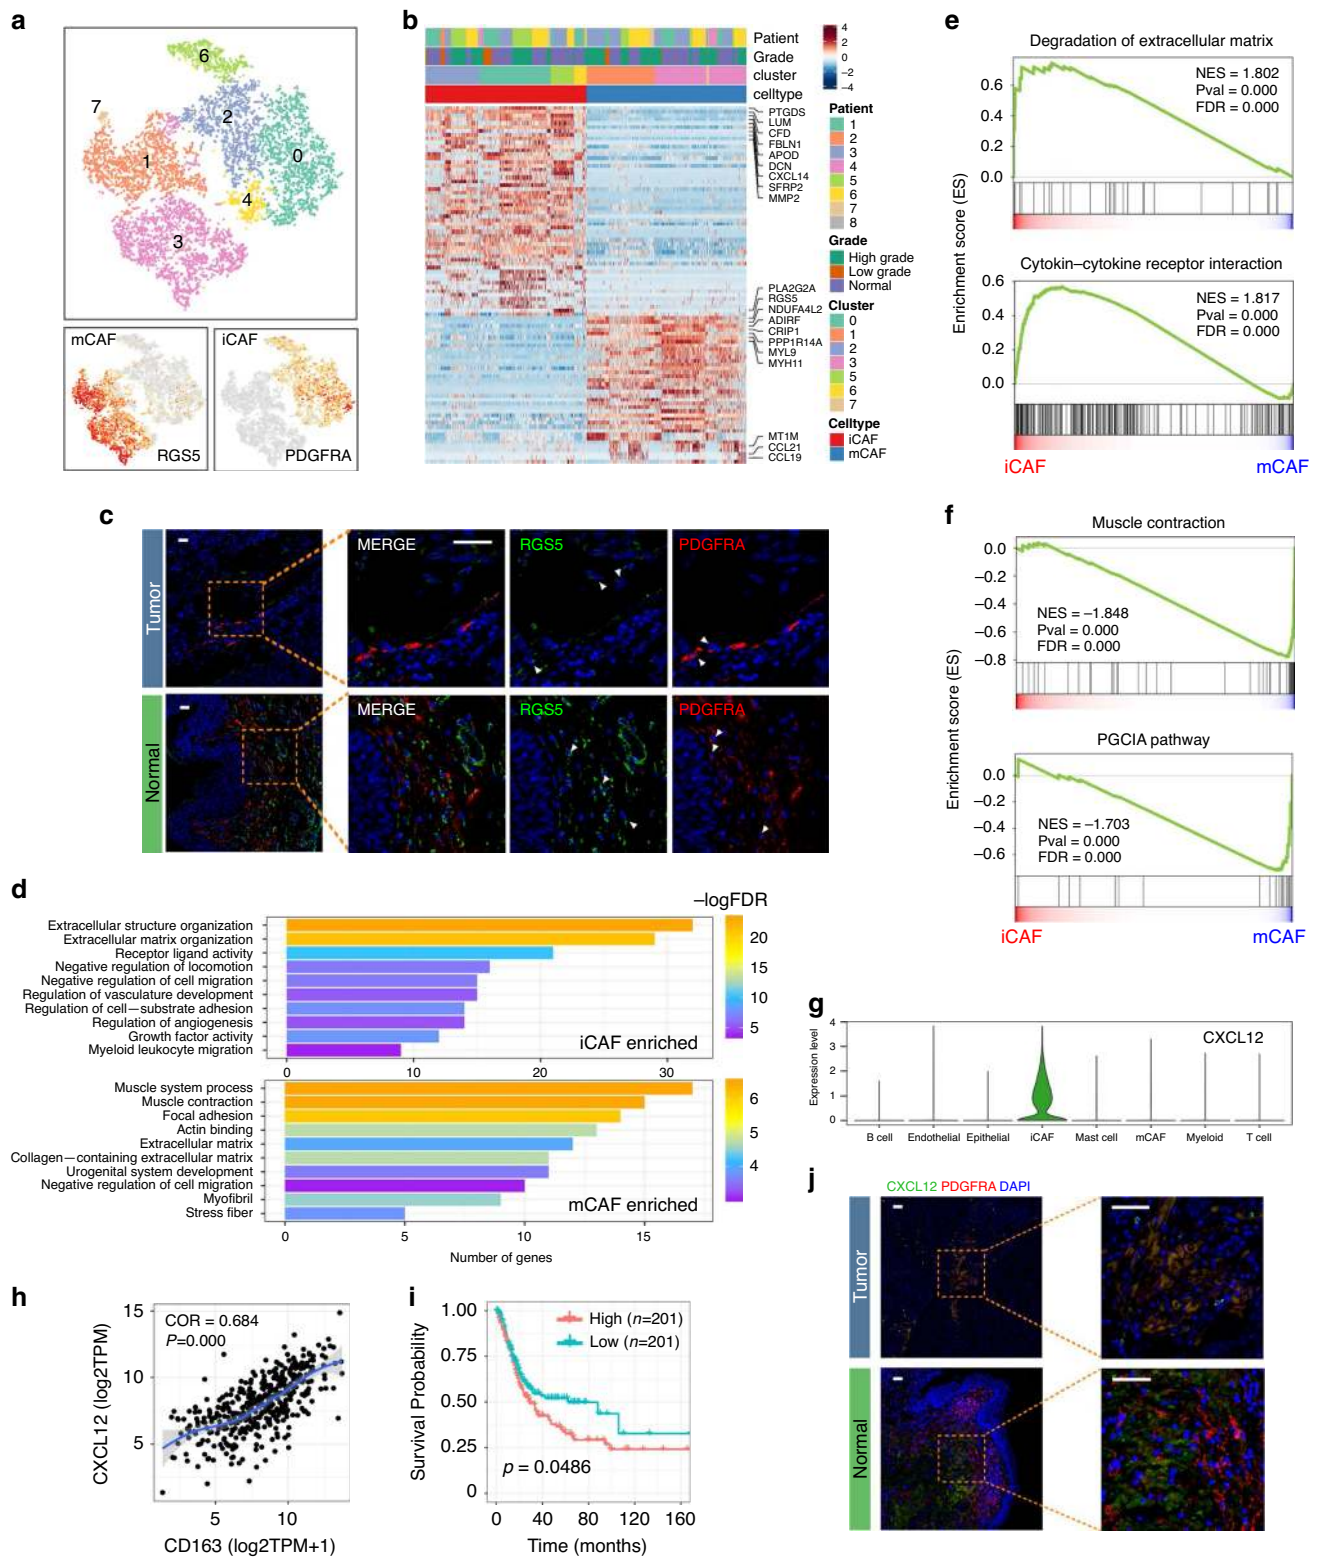 a
6
7
2
1
0
4
3
mCAF
RGS5
iCAF
PDGFRA
b
Patient
Grade
cluster
celltype
4
2
0
−2
−4
PTGDS
LUM
CFD
FBLN1
APOD
DCN
CXCL14
SFRP2
MMP2
PLA2G2A
RGS5
NDUFA4L2
ADIRF
CRIP1
PPP1R14A
MYL9
MYH11
MT1M
CCL21
CCL19
Patient
1
2
3
4
5
6
7
8
Grade
High grade
Low grade
Normal
Cluster
0
1
2
3
5
6
7
Celltype
iCAF
mCAF
e
Degradation of extracellular matrix
NES = 1.802
Pval = 0.000
FDR = 0.000
0.6
0.4
0.2
0.0
Cytokin–cytokine receptor interaction
NES = 1.817
Pval = 0.000
FDR = 0.000
0.6
0.4
0.2
0.0
Enrichment score (ES)
iCAF
mCAF
c
Tumor
MERGE
RGS5
PDGFRA
Normal
MERGE
RGS5
PDGFRA
f
Muscle contraction
0.0
−0.2
−0.4
−0.6
−0.8
NES = −1.848
Pval = 0.000
FDR = 0.000
PGCIA pathway
0.0
−0.2
−0.4
−0.6
NES = −1.703
Pval = 0.000
FDR = 0.000
Enrichment score (ES)
iCAF
mCAF
d
−logFDR
Extracellular structure organization
Extracellular matrix organization
Receptor ligand activity
Negative regulation of locomotion
Negative regulation of cell migration
Regulation of vasculature development
Regulation of cell−substrate adhesion
Regulation of angiogenesis
Growth factor activity
Myeloid leukocyte migration
iCAF enriched
0
10
20
30
20
15
10
5
Muscle system process
Muscle contraction
Focal adhesion
Actin binding
Extracellular matrix
Collagen−containing extracellular matrix
Urogenital system development
Negative regulation of cell migration
Myofibril
Stress fiber
mCAF enriched
0
5
10
15
Number of genes
6
5
4
g
CXCL12
Expression level
4
3
2
1
0
B cell
Endothelial
Epithelial
iCAF
Mast cell
mCAF
Myeloid
T cell
h
COR = 0.684
P=0.000
CXCL12 (log2TPM)
15
10
5
5
10
CD163 (log2TPM+1)
i
Survival Probability
1.00
0.75
0.50
0.25
0
High (n=201)
Low (n=201)
p = 0.0486
0
40
80
120
160
Time (months)
j
CXCL12 PDGFRA DAPI
Tumor
Normal